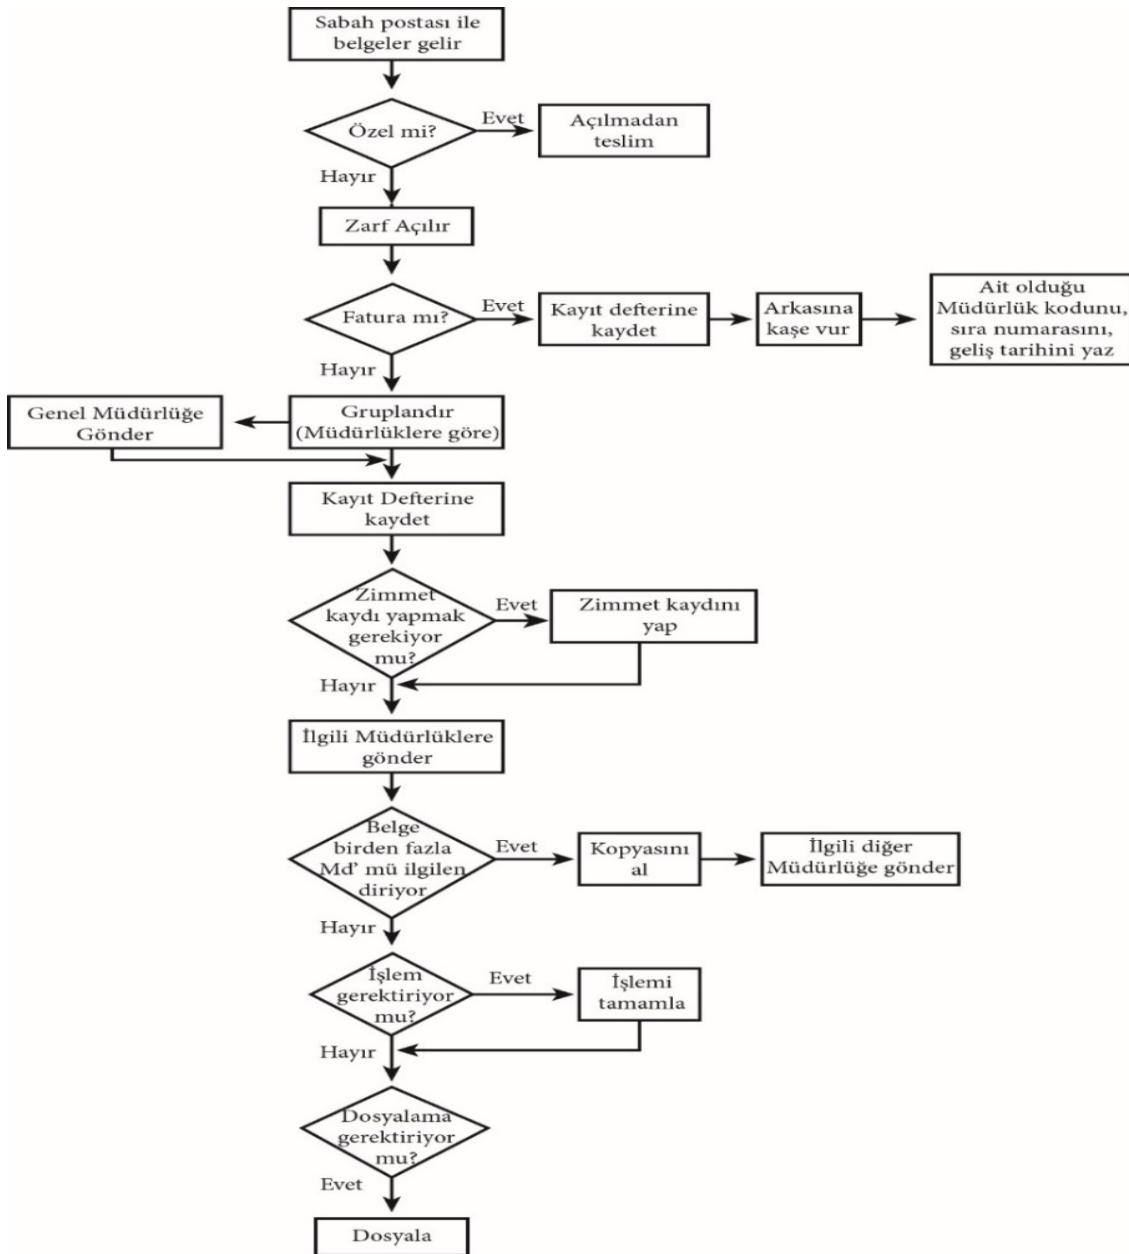 Sabah postası ile
belgeler gelir
Özel mi?
Evet
Açılmadan
teslim
Hayır
Zarf Açılır
Fatura mı?
Evet
Kayıt defterine
kaydet
Arkasına
kaşe vur
Ait olduğu
Müdürlük kodunu,
sıra numarasını,
geliş tarihini yaz
Hayır
Genel Müdürlüğe
Gönder
Gruplandır
(Müdürlüklere göre)
Kayıt Defterine
kaydet
Zimmet
kaydı yapmak
gerekiyor
mu?
Evet
Zimmet kaydını
yap
Hayır
İlgili Müdürlüklere
gönder
Belge
birden fazla
Md' mü ilgilen
diriyor
Evet
Kopyasını
al
İlgili diğer
Müdürlüğe gönder
Hayır
İşlem
gerektiriyor
mu?
Evet
İşlemi
tamamla
Hayır
Dosyalama
gerektiriyor
mu?
Evet
Dosyala